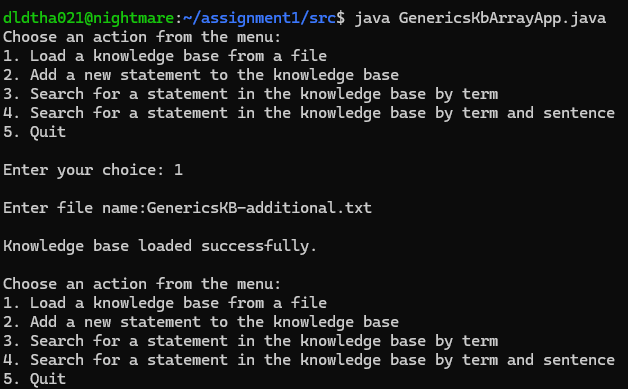 dldtha021@nightmare:~/assignment1/src$ java GenericsKbArrayApp.java
Choose an action from the menu:
1. Load a knowledge base from a file
2. Add a new statement to the knowledge base
3. Search for a statement in the knowledge base by term
4. Search for a statement in the knowledge base by term and sentence
5. Quit
Enter your choice: 1
Enter file name:GenericsKB-additional.txt
Knowledge base loaded successfully.
Choose an action from the menu:
1. Load a knowledge base from a file
2. Add a new statement to the knowledge base
3. Search for a statement in the knowledge base by term
4. Search for a statement in the knowledge base by term and sentence
5. Quit